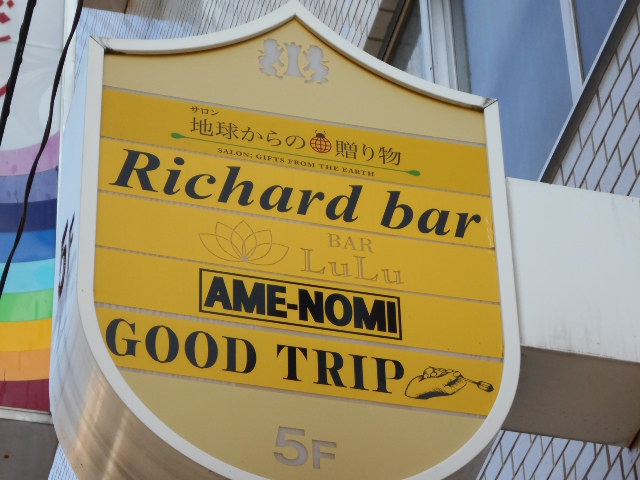 サロン
地球からの贈り物
SALON! GIFTS FROM THE EARTH
Richard bar
BAR
LuLu
AME-NOMI
GOOD TRIP
5F
5F